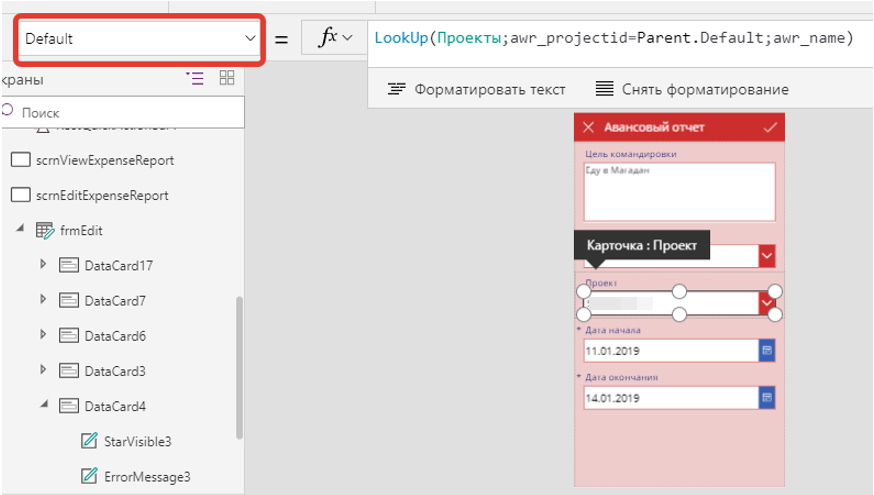 Default
=
fx
LookUp(Проекты;awr_projectid=Parent.Default;awr_name)
Форматировать текст
Снять форматирование
краны
Поиск
scrnViewExpenseReport
scrnEditExpenseReport
frmEdit
DataCard17
DataCard7
DataCard6
DataCard3
DataCard4
StarVisible3
ErrorMessage3
Авансовый отчет
Цель командировки
Еду в Магадан
Карточка : Проект
Проект
* Дата начала
11.01.2019
* Дата окончания
14.01.2019